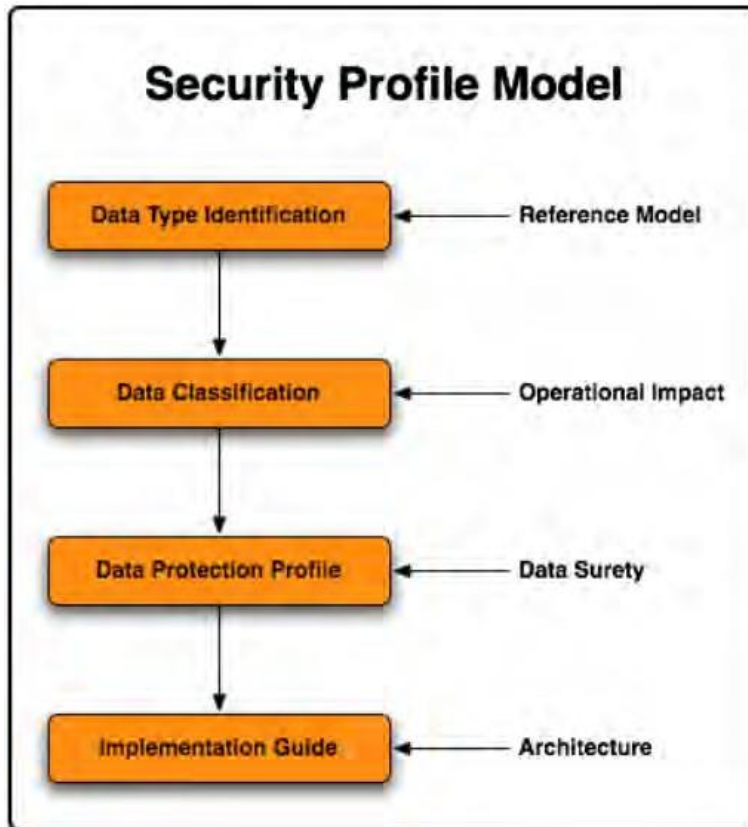 Security Profile Model
Data Type Identification
Reference Model
Data Classification
Operational Impact
Data Protection Profile
Data Surety
Implementation Guide
Architecture